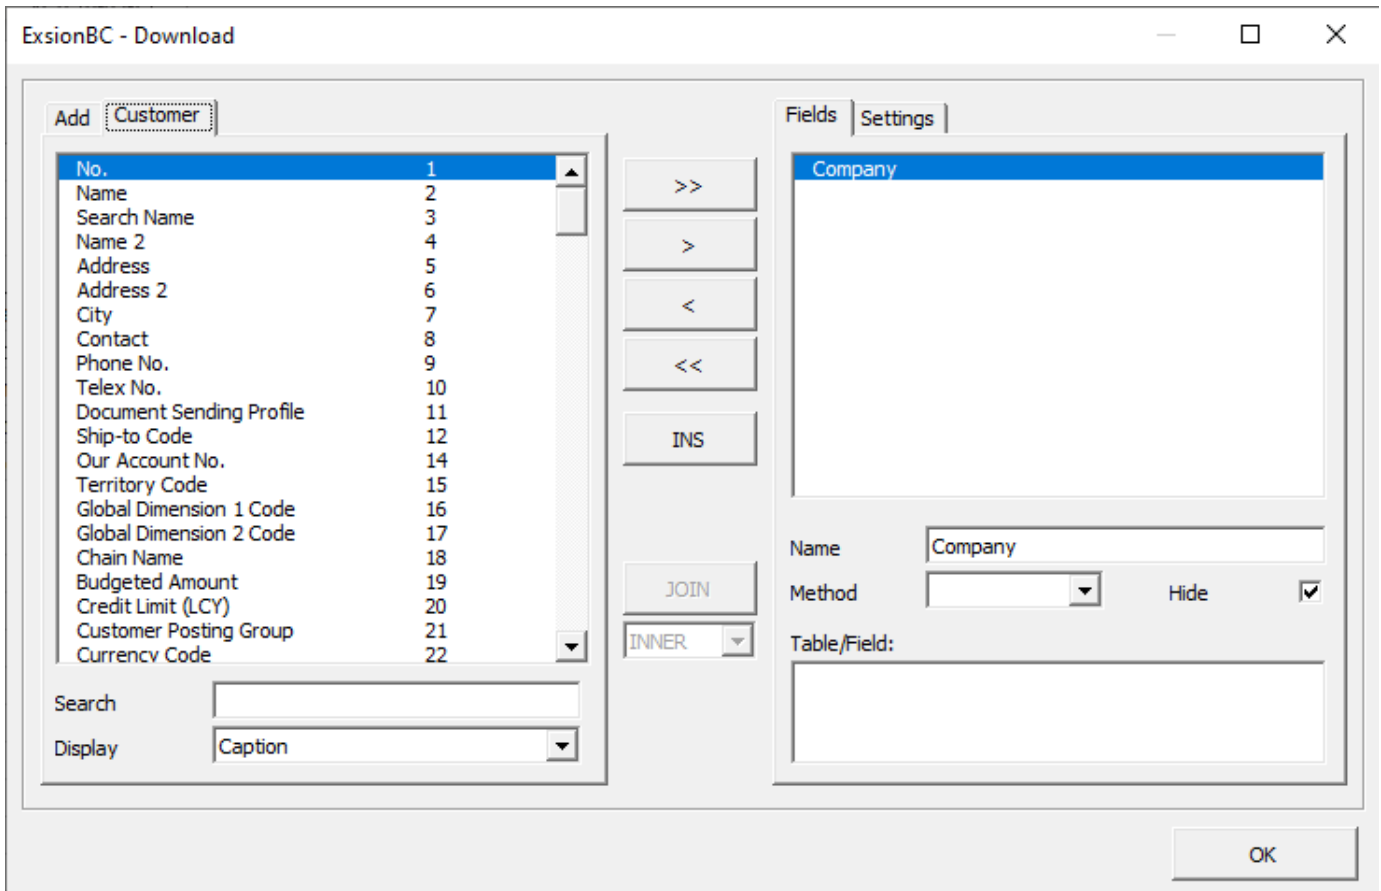 ExsionBC - Download
Add Customer
No. 1
Name 2
Search Name 3
Name 2 4
Address 5
Address 2 6
City 7
Contact 8
Phone No. 9
Telex No. 10
Document Sending Profile 11
Ship-to Code 12
Our Account No. 14
Territory Code 15
Global Dimension 1 Code 16
Global Dimension 2 Code 17
Chain Name 18
Budgeted Amount 19
Credit Limit (LCY) 20
Customer Posting Group 21
Currency Code 22
Search
Display Caption
>>
>
<
<<
INS
JOIN
INNER
Fields Settings
Company
Name Company
Method Hide
Table/Field:
OK